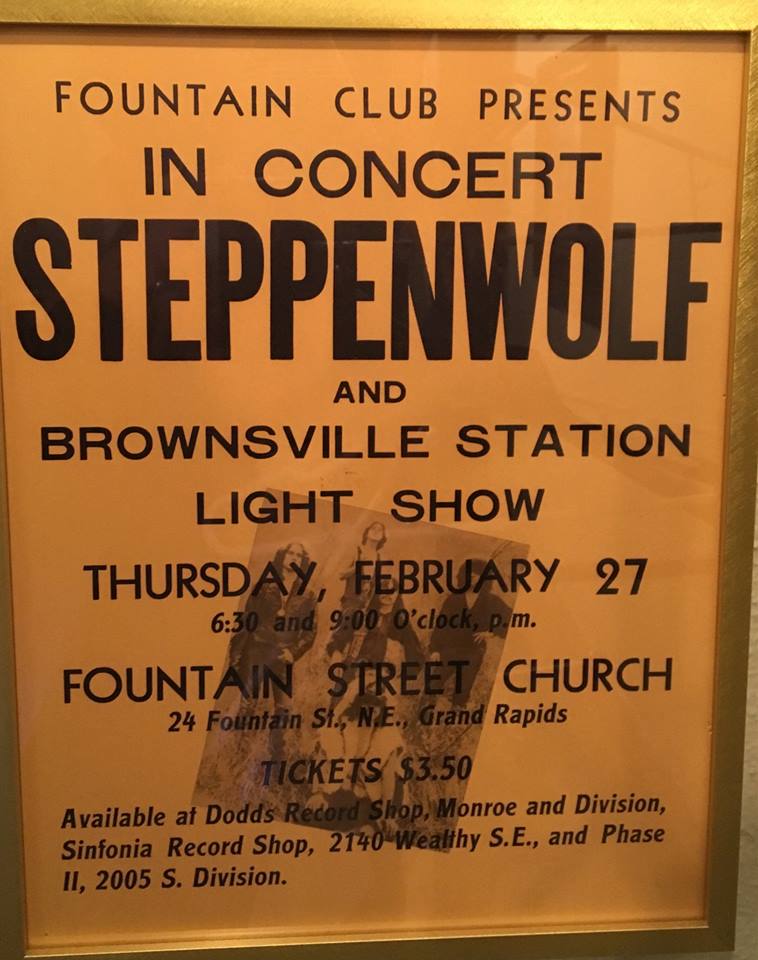 FOUNTAIN CLUB PRESENTS
IN CONCERT
STEPPENWOLF
AND
BROWNSVILLE STATION
LIGHT SHOW
THURSDAY, FEBRUARY 27
6:30 and 9:00 O'clock, p.m.
FOUNTAIN STREET CHURCH
24 Fountain St., N.E., Grand Rapids
TICKETS $3.50
Available at Dodds Record Shop, Monroe and Division,
Sinfonia Record Shop, 2140 Wealthy S.E., and Phase
II, 2005 S. Division.